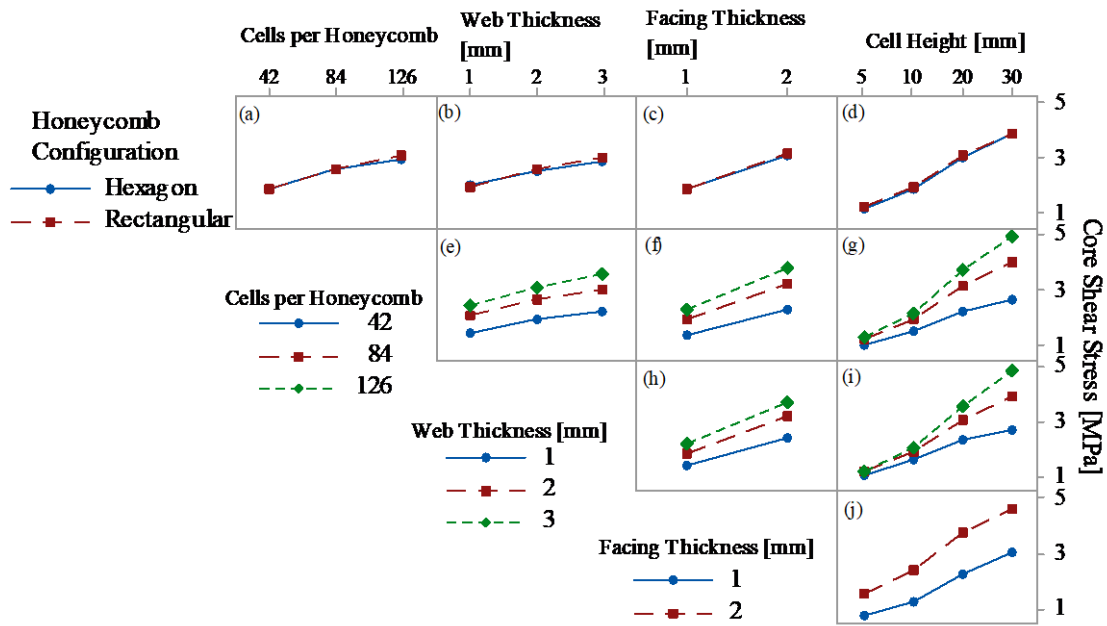 Cells per Honeycomb
Web Thickness
[mm]
Facing Thickness
[mm]
Cell Height [mm]
42 84 126
1 2 3
1 2
5 10 20 30
Honeycomb
Configuration
Hexagon
Rectangular
(a)
(b)
(c)
(d)
5
3
1
Cells per Honeycomb
42
84
126
(e)
(f)
(g)
5
3
1
Web Thickness [mm]
1
2
3
(h)
(i)
3
1
Facing Thickness [mm]
1
2
(j)
5
3
1
Core Shear Stress [MPa]